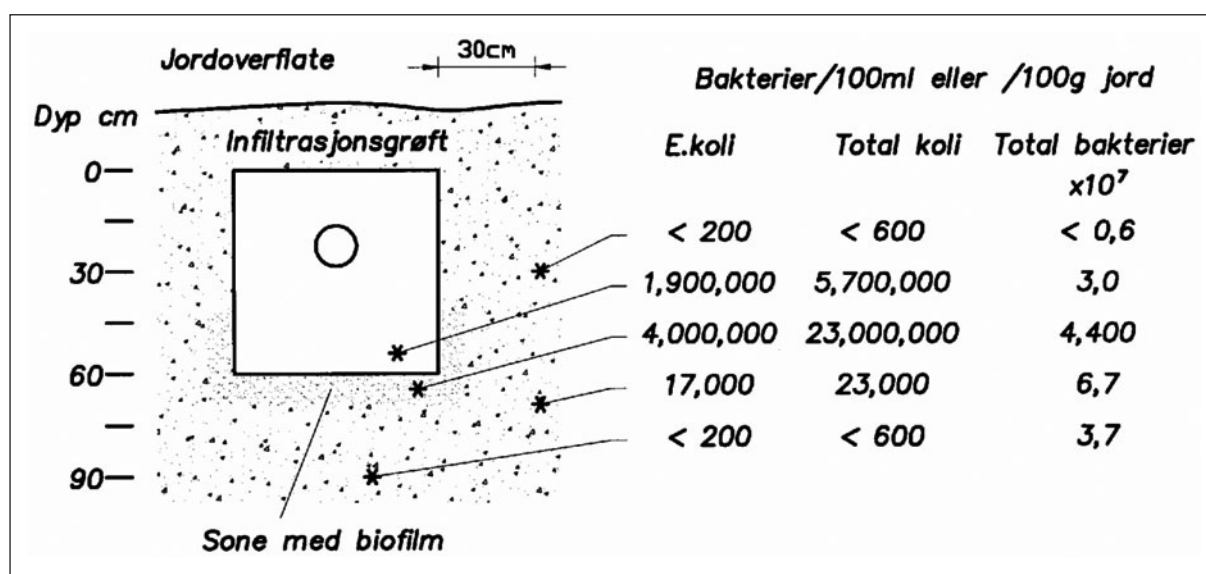 Jordoverflate
30cm
Dyp cm
Infiltrasjonsgrøft
0
30
60
90
Sone med biofilm
Bakterier/100ml eller /100g jord
E.koli Total koli Total bakterier
x10⁷
< 200 < 600 < 0,6
1,900,000 5,700,000 3,0
4,000,000 23,000,000 4,400
17,000 23,000 6,7
< 200 < 600 3,7